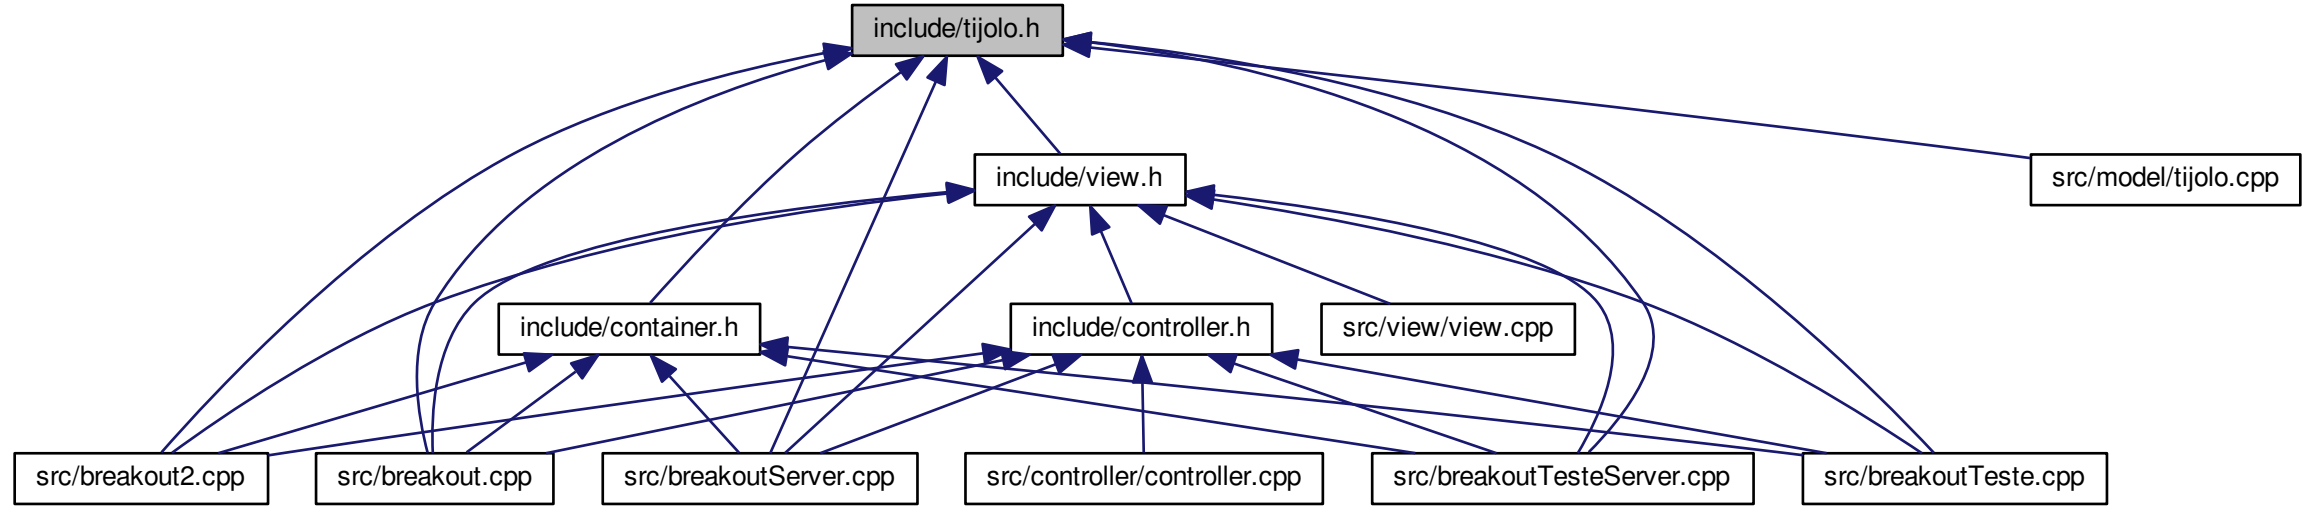 include/tijolo.h
include/view.h
src/model/tijolo.cpp
include/container.h
include/controller.h
src/view/view.cpp
src/breakout2.cpp
src/breakout.cpp
src/breakoutServer.cpp
src/controller/controller.cpp
src/breakoutTesteServer.cpp
src/breakoutTeste.cpp